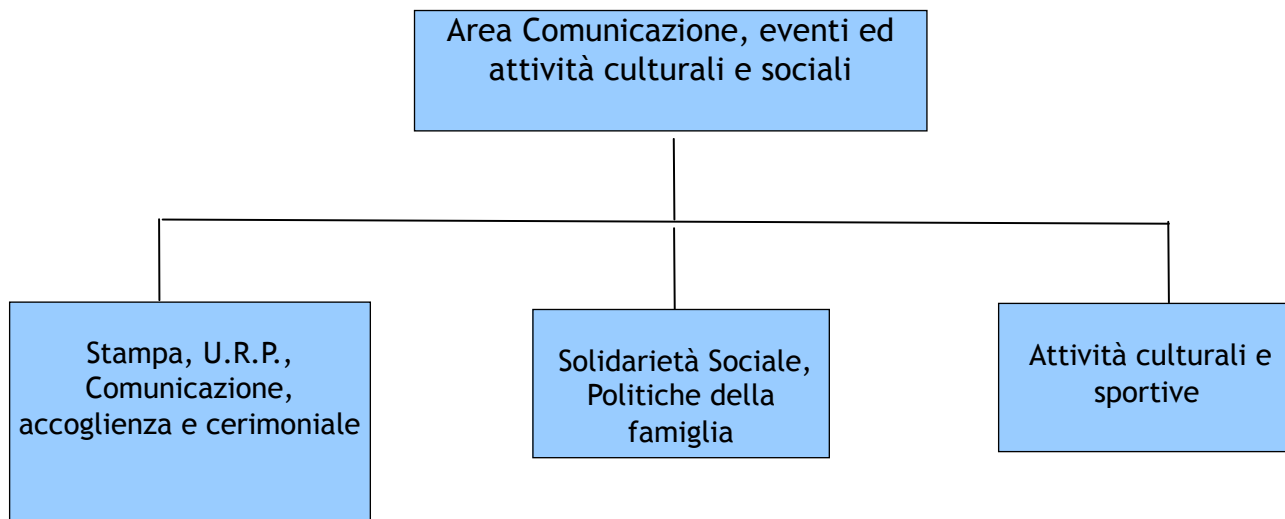 Area Comunicazione, eventi ed
attività culturali e sociali
Stampa, U.R.P.,
Comunicazione,
accoglienza e cerimoniale
Solidarietà Sociale,
Politiche della
famiglia
Attività culturali e
sportive